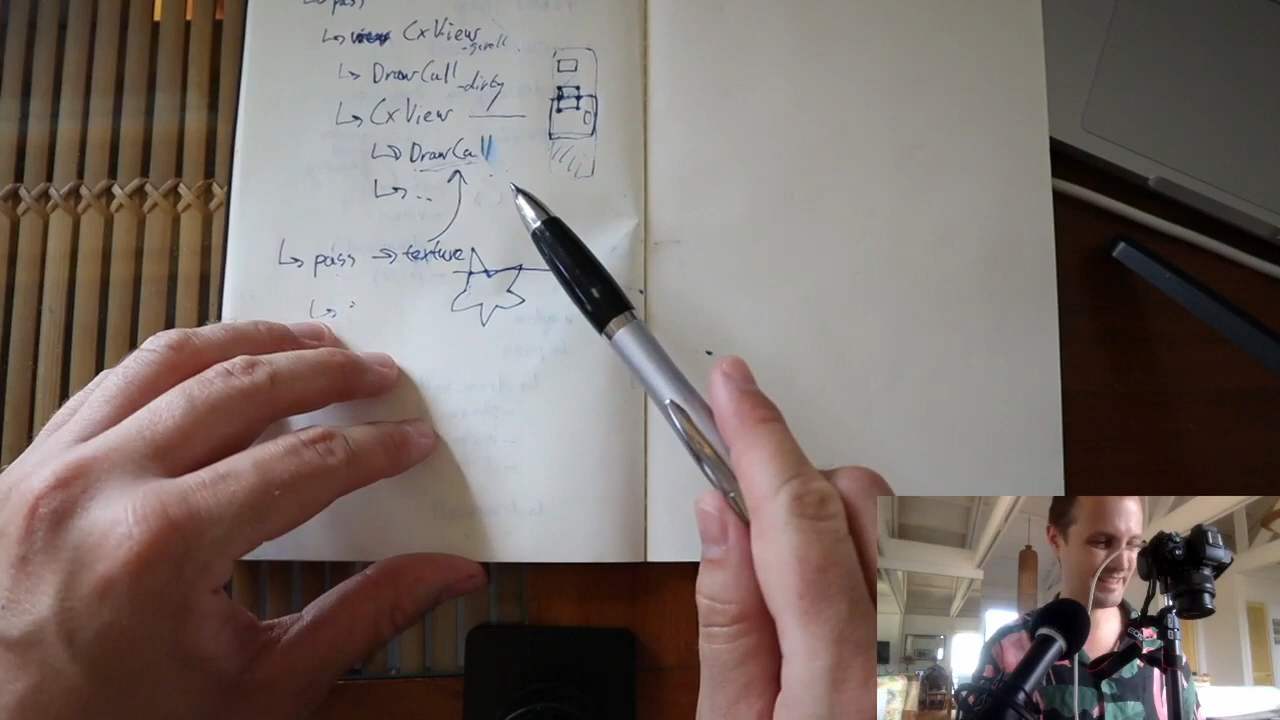 ↳ pass
↳ CxView
-scroll
↳ DrawCall
-dirty
↳ CxView
↳ DrawCall
↳ ..
↳ pass → texture
↳ :